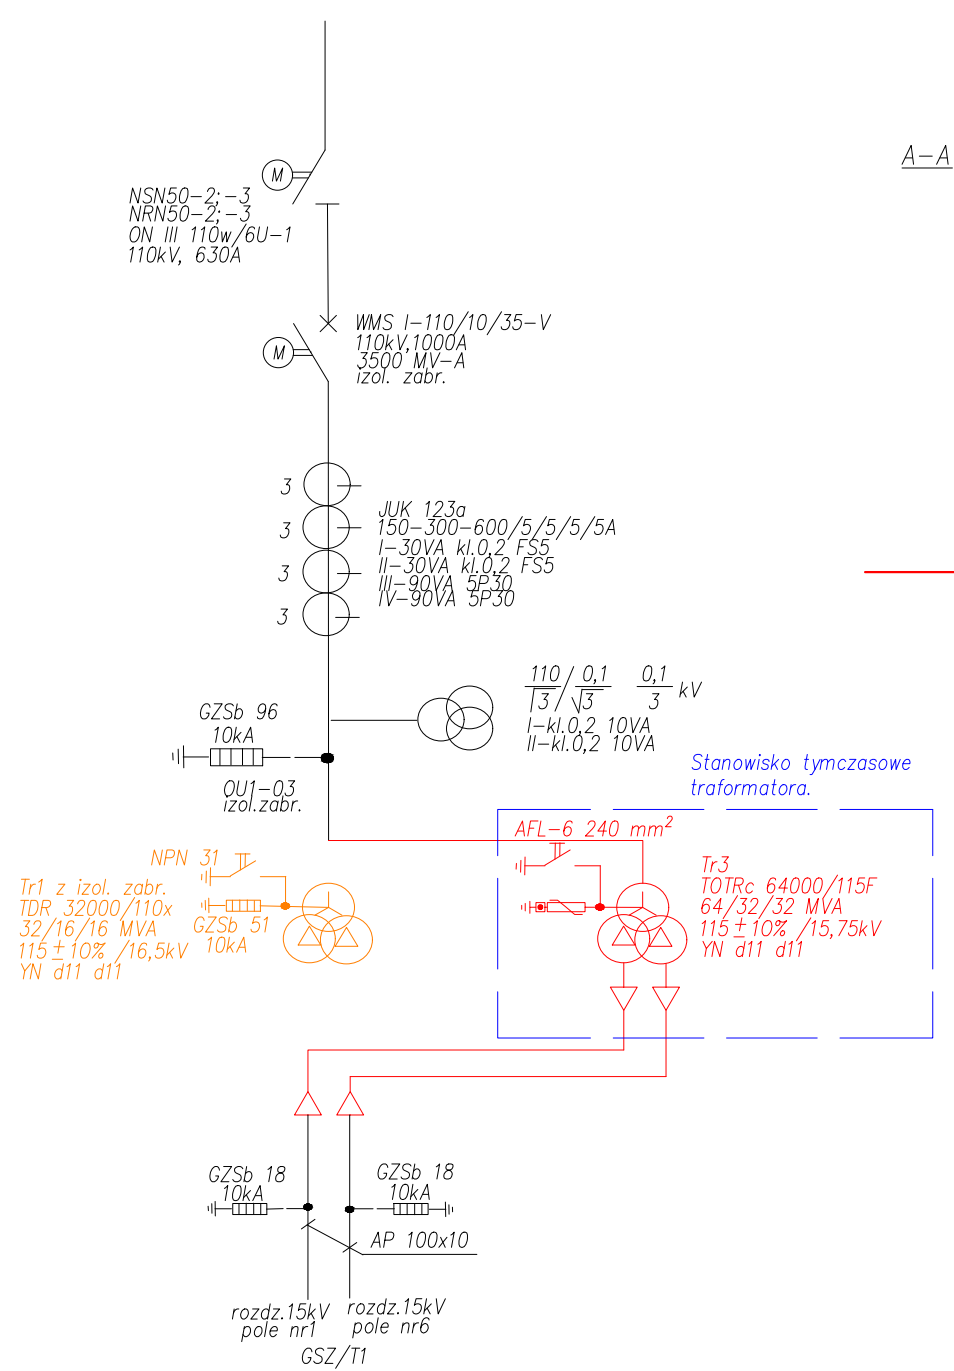 A-A
M
NSN50-2;-3
NRN50-2;-3
ON III 110w/6U-1
110kV, 630A
M
WMS I-110/10/35-V
110kV,1000A
3500 MV-A
izol. zabr.
3
3
3
3
JUK 123a
150-300-600/5/5/5/5A
I-30VA kl.0,2 FS5
II-30VA kl.0,2 FS5
III-90VA 5P30
IV-90VA 5P30
110/√3 / 0,1/√3 0,1/3 kV
I-kl.0,2 10VA
II-kl.0,2 10VA
GZSb 96
10kA
OU1-0,3
izol.zabr.
Stanowisko tymczasowe
traformatora.
AFL-6 240 mm²
NPN 31
Tr1 z izol. zabr.
TDR 32000/110x
32/16/16 MVA
115±10% /16,5kV
YN d11 d11
GZSb 51
10kA
Tr3
TOTRc 64000/115F
64/32/32 MVA
115±10% /15,75kV
YN d11 d11
GZSb 18
10kA
GZSb 18
10kA
AP 100x10
rozdz.15kV
pole nr1
rozdz.15kV
pole nr6
GSZ/T1